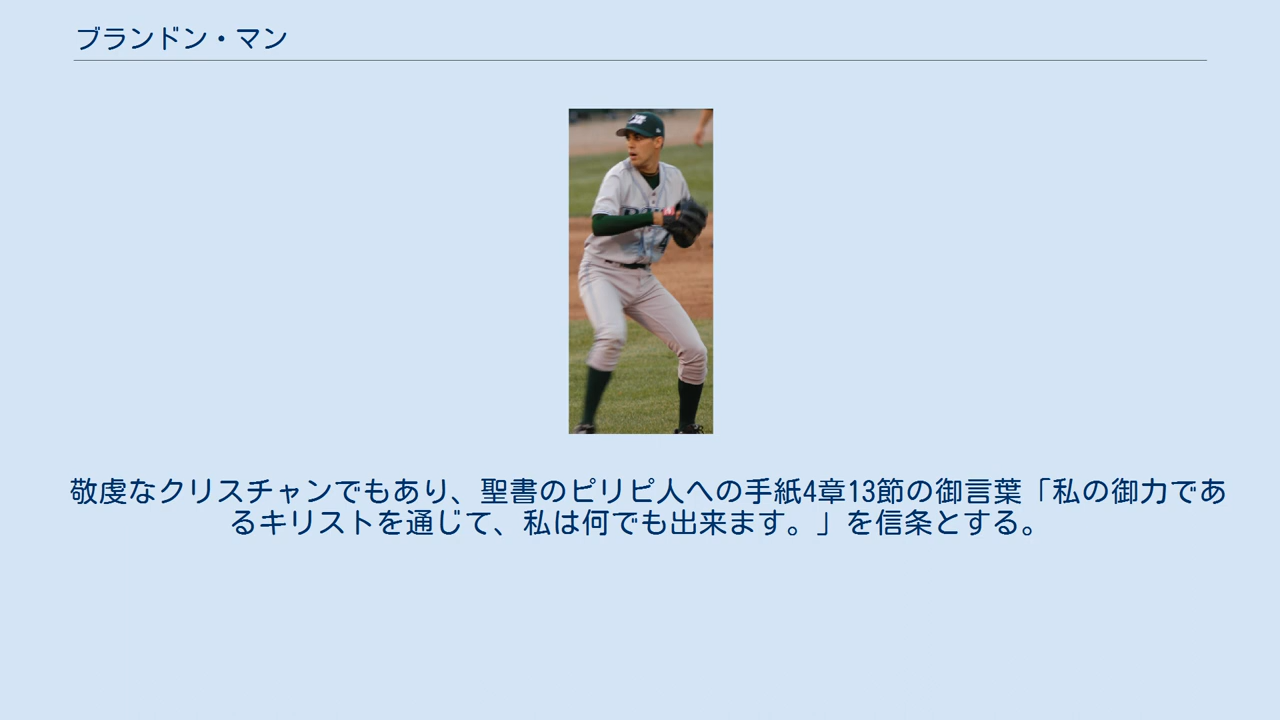 ブランドン・マン
敬虔なクリスチャンでもあり、聖書のピリピ人への手紙4章13節の御言葉「私の御力であ
るキリストを通じて、私は何でも出来ます。」を信条とする。